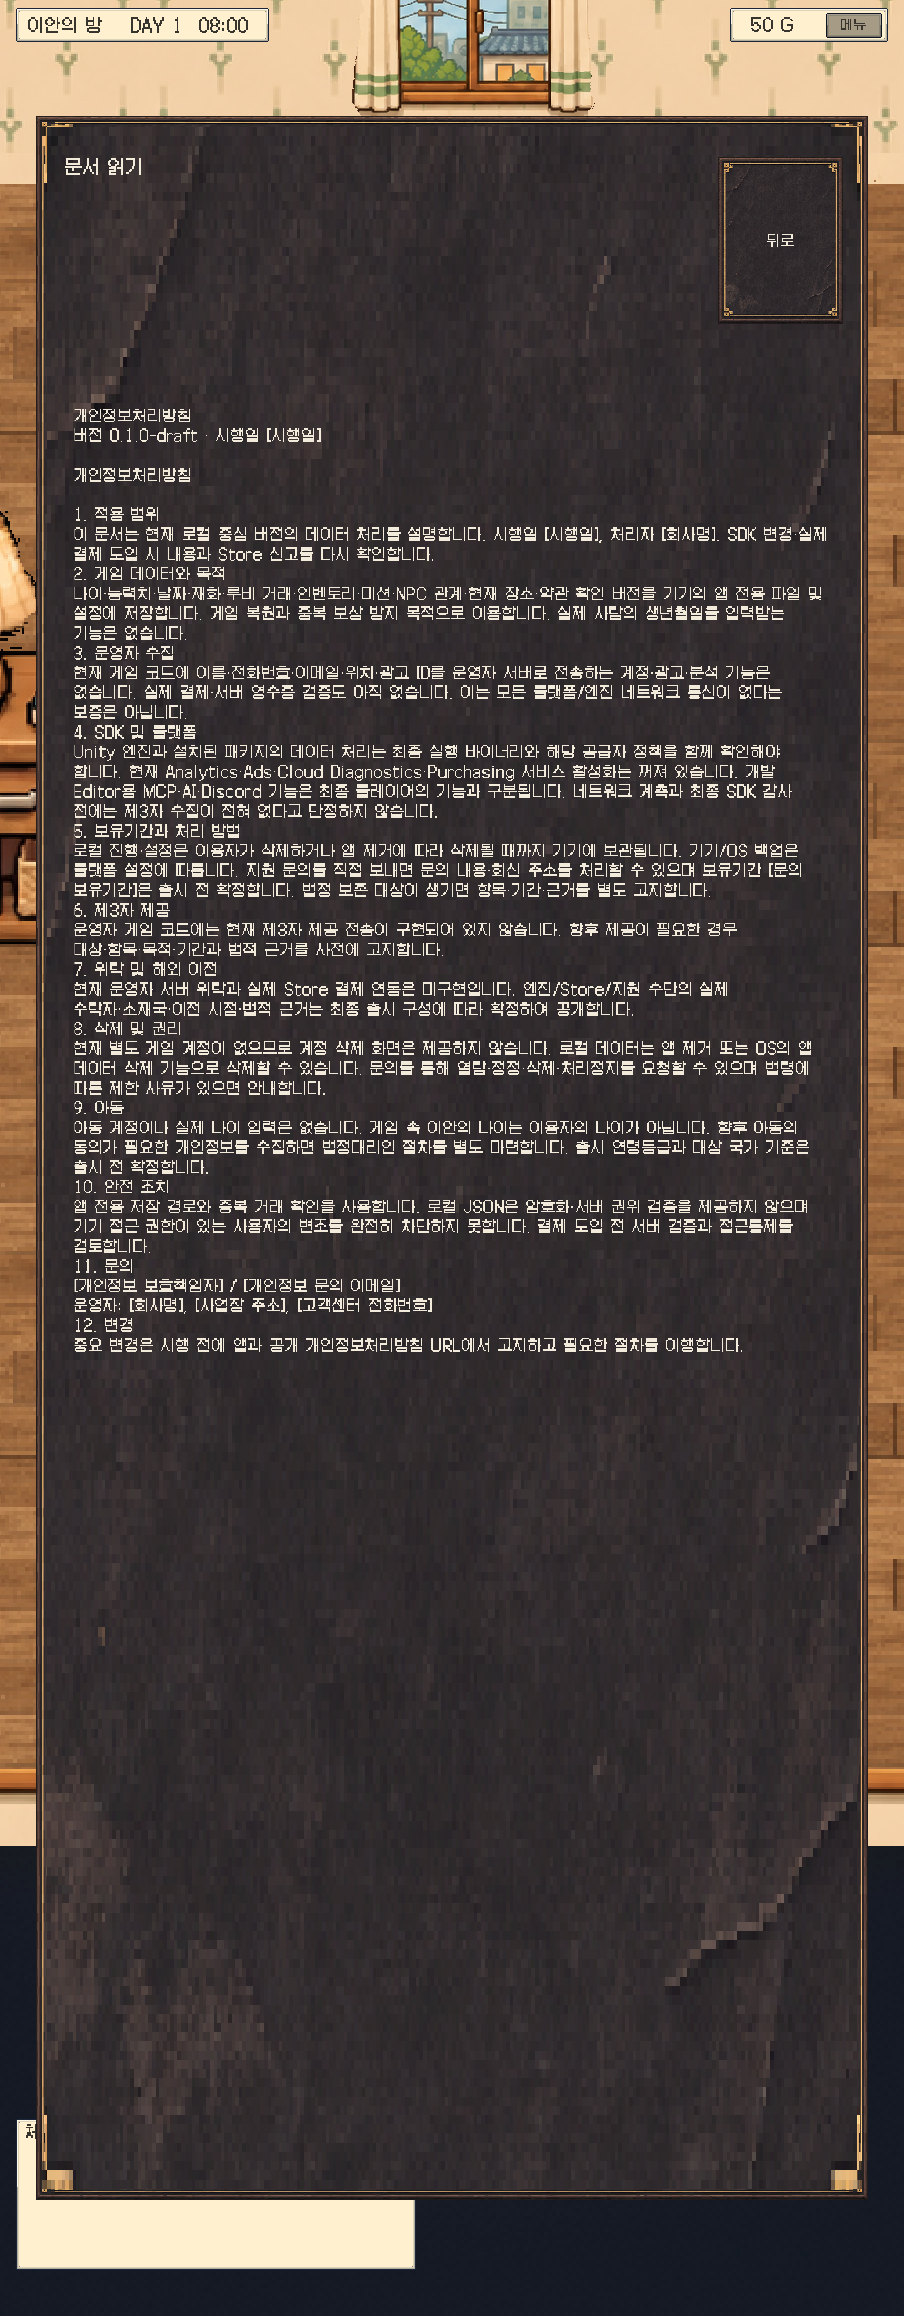 이안의 방 DAY 1 08:00
50 G 메뉴
문서 읽기
뒤로
개인정보처리방침
버전 0.1.0-draft · 시행일 [시행일]
개인정보처리방침
1. 적용 범위
이 문서는 현재 로컬 중심 버전의 데이터 처리를 설명합니다. 시행일 [시행일], 처리자 [회사명]. SDK 변경·실제
결제 도입 시 내용과 Store 신고를 다시 확인합니다.
2. 게임 데이터와 목적
나이·능력치·날짜·재화·루비 거래·인벤토리·미션·NPC 관계·현재 장소·약관 확인 버전을 기기의 앱 전용 파일 및
설정에 저장합니다. 게임 복원과 중복 보상 방지 목적으로 이용합니다. 실제 사람의 생년월일을 입력받는
기능은 없습니다.
3. 운영자 수집
현재 게임 코드에 이름·전화번호·이메일·위치·광고 ID를 운영자 서버로 전송하는 계정·광고·분석 기능은
없습니다. 실제 결제·서버 영수증 검증도 아직 없습니다. 이는 모든 플랫폼/엔진 네트워크 통신이 없다는
보증은 아닙니다.
4. SDK 및 플랫폼
Unity 엔진과 설치된 패키지의 데이터 처리는 최종 실행 바이너리와 해당 공급자 정책을 함께 확인해야
합니다. 현재 Analytics·Ads·Cloud Diagnostics·Purchasing 서비스 활성화는 꺼져 있습니다. 개발
Editor용 MCP·AI·Discord 기능은 최종 플레이어의 기능과 구분됩니다. 네트워크 계측과 최종 SDK 감사
전에는 제3자 수집이 전혀 없다고 단정하지 않습니다.
5. 보유기간과 처리 방법
로컬 진행·설정은 이용자가 삭제하거나 앱 제거에 따라 삭제될 때까지 기기에 보관됩니다. 기기/OS 백업은
플랫폼 설정에 따릅니다. 지원 문의를 직접 보내면 문의 내용·회신 주소를 처리할 수 있으며 보유기간 [문의
보유기간]은 출시 전 확정합니다. 법정 보존 대상이 생기면 항목·기간·근거를 별도 고지합니다.
6. 제3자 제공
운영자 게임 코드에는 현재 제3자 제공 전송이 구현되어 있지 않습니다. 향후 제공이 필요한 경우
대상·항목·목적·기간과 법적 근거를 사전에 고지합니다.
7. 위탁 및 해외 이전
현재 운영자 서버 위탁과 실제 Store 결제 연동은 미구현입니다. 엔진/Store/지원 수단의 실제
수탁자·소재국·이전 시점·법적 근거는 최종 출시 구성에 따라 확정하여 공개합니다.
8. 삭제 및 권리
현재 별도 게임 계정이 없으므로 계정 삭제 화면은 제공하지 않습니다. 로컬 데이터는 앱 제거 또는 OS의 앱
데이터 삭제 기능으로 삭제할 수 있습니다. 문의를 통해 열람·정정·삭제·처리정지를 요청할 수 있으며 법령에
따른 제한 사유가 있으면 안내합니다.
9. 아동
아동 계정이나 실제 나이 입력은 없습니다. 게임 속 이안의 나이는 이용자의 나이가 아닙니다. 향후 아동의
동의가 필요한 개인정보를 수집하면 법정대리인 절차를 별도 마련합니다. 출시 연령등급과 대상 국가 기준은
출시 전 확정합니다.
10. 안전 조치
앱 전용 저장 경로와 중복 거래 확인을 사용합니다. 로컬 JSON은 암호화·서버 권위 검증을 제공하지 않으며
기기 접근 권한이 있는 사용자의 변조를 완전히 차단하지 못합니다. 결제 도입 전 서버 검증과 접근통제를
검토합니다.
11. 문의
[개인정보 보호책임자] / [개인정보 문의 이메일]
운영자: [회사명], [사업장 주소], [고객센터 전화번호]
12. 변경
중요 변경은 시행 전에 앱과 공개 개인정보처리방침 URL에서 고지하고 필요한 절차를 이행합니다.